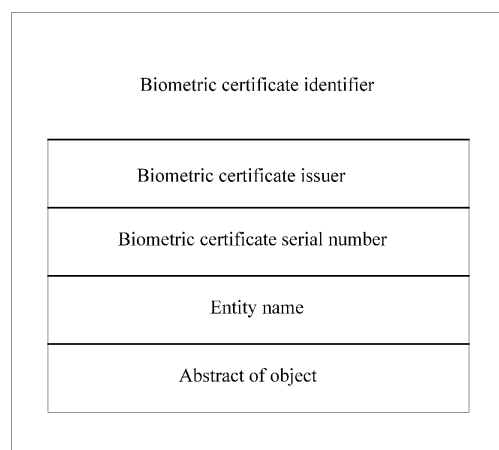 Biometric certificate identifier
Biometric certificate issuer
Biometric certificate serial number
Entity name
Abstract of object